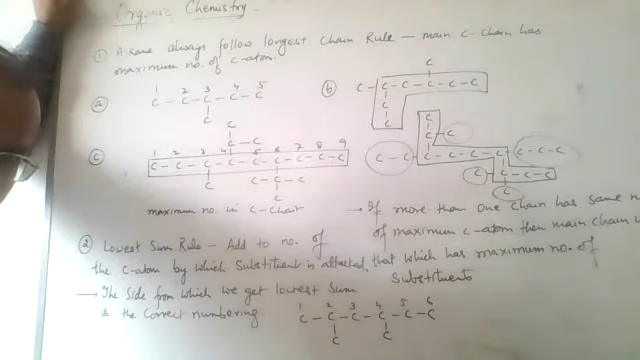 Organic Chemistry -
① Alkane always follow longest Chain Rule - main C-chain has
maximum no. of C-atom.
ⓐ
1 2 3 4 5
C - C - C - C - C
C
ⓑ
C
C - C - C - C - C - C - C
C
C
ⓒ
C
C - C
1 2 3 4 5 6 7 8 9
C - C - C - C - C - C - C - C - C
C
C - C - C
C
maximum no. in C-Chain
C
C - C
C - C - C - C - C - C - C - C - C
C - C - C - C
C
→ If more than one chain has same n
of maximum C-atom then main chain
that which has maximum no. of
Substituents
② Lowest Sum Rule - Add to no. of
the C-atom by which Substituent is attached,
→ The side from which we get lowest sum
is the correct numbering
1 2 3 4 5 6
C - C - C - C - C - C
C C